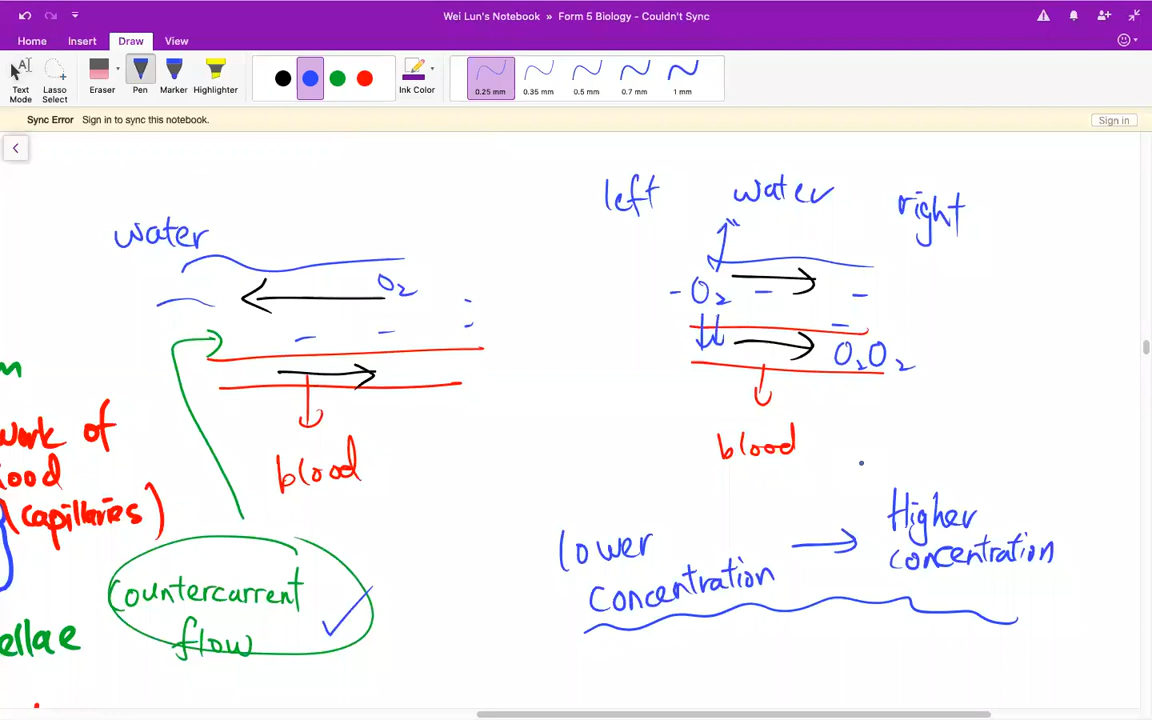 Wei Lun's Notebook » Form 5 Biology - Couldn't Sync
Home Insert Draw View
Text Mode
Lasso Select
Eraser
Pen
Marker
Highlighter
Ink Color
0.25 mm
0.35 mm
0.5 mm
0.7 mm
1 mm
Sync Error Sign in to sync this notebook.
Sign in
left water right
water
O₂
O₂
O₂O₂
blood
blood
work of
ood
(capillaries)
Countercurrent
flow
ellae
lower
concentration
Higher
concentration